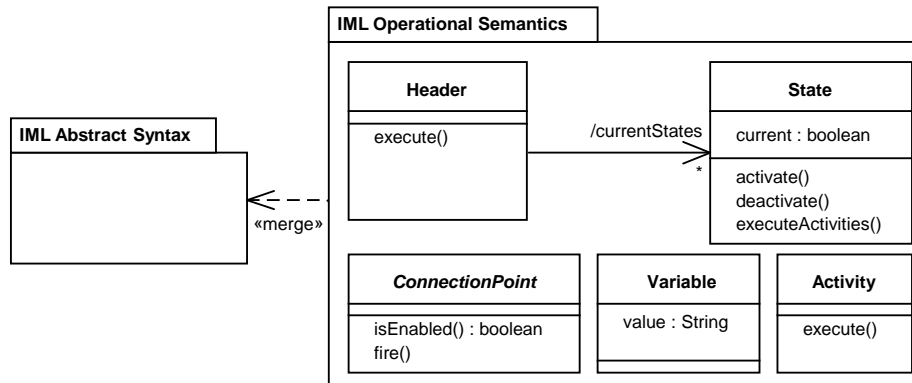 IML Operational Semantics
Header
execute()
/currentStates
*
State
current : boolean
activate()
deactivate()
executeActivities()
IML Abstract Syntax
«merge»
ConnectionPoint
isEnabled() : boolean
fire()
Variable
value : String
Activity
execute()